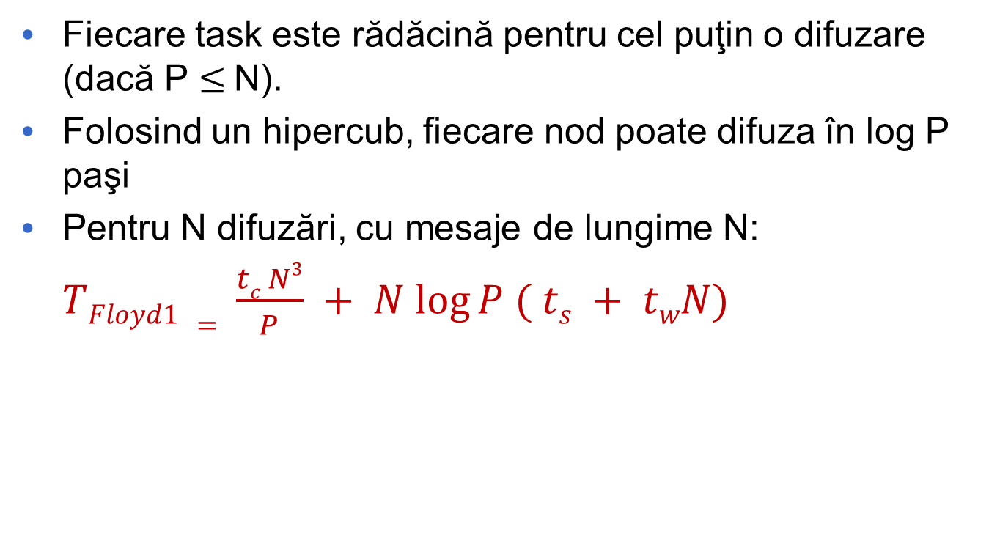 • Fiecare task este rădăcină pentru cel puţin o difuzare
(dacă P ≤ N).
• Folosind un hipercub, fiecare nod poate difuza în log P
paşi
• Pentru N difuzări, cu mesaje de lungime N:
T_{Floyd1 =} \frac{t_c N^3}{P} + N log P ( t_s + t_w N)